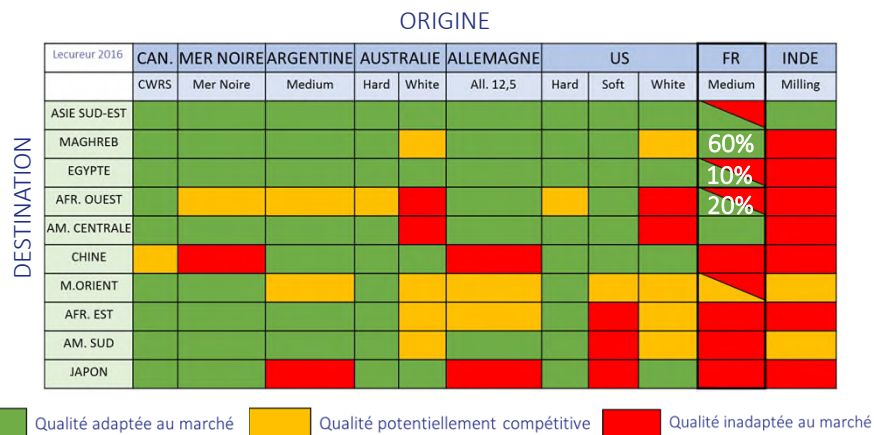 ORIGINE
Lecureur 2016 CAN. MER NOIRE ARGENTINE AUSTRALIE ALLEMAGNE US FR INDE
CWRS Mer Noire Medium Hard White All. 12,5 Hard Soft White Medium Milling
DESTINATION
ASIE SUD-EST
MAGHREB 60%
EGYPTE 10%
AFR. OUEST 20%
AM. CENTRALE
CHINE
M.ORIENT
AFR. EST
AM. SUD
JAPON
Qualité adaptée au marché Qualité potentiellement compétitive Qualité inadaptée au marché